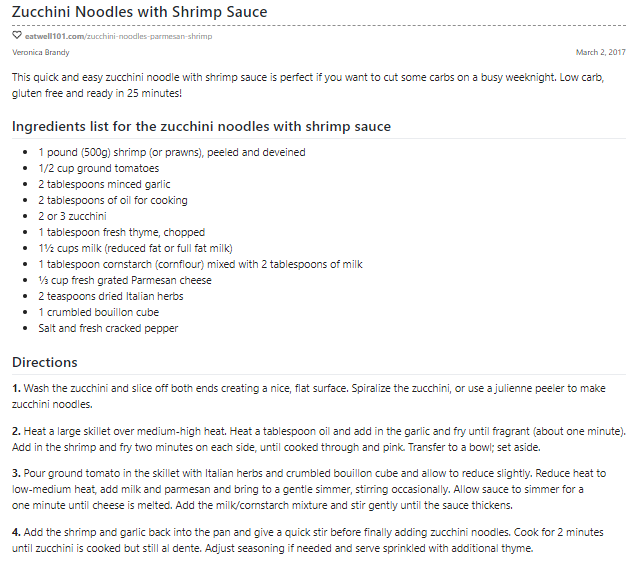 Zucchini Noodles with Shrimp Sauce
eatwell101.com/zucchini-noodles-parmesan-shrimp
Veronica Brandy
March 2, 2017
This quick and easy zucchini noodle with shrimp sauce is perfect if you want to cut some carbs on a busy weeknight. Low carb,
gluten free and ready in 25 minutes!
Ingredients list for the zucchini noodles with shrimp sauce
• 1 pound (500g) shrimp (or prawns), peeled and deveined
• 1/2 cup ground tomatoes
• 2 tablespoons minced garlic
• 2 tablespoons of oil for cooking
• 2 or 3 zucchini
• 1 tablespoon fresh thyme, chopped
• 1½ cups milk (reduced fat or full fat milk)
• 1 tablespoon cornstarch (cornflour) mixed with 2 tablespoons of milk
• ⅓ cup fresh grated Parmesan cheese
• 2 teaspoons dried Italian herbs
• 1 crumbled bouillon cube
• Salt and fresh cracked pepper
Directions
1. Wash the zucchini and slice off both ends creating a nice, flat surface. Spiralize the zucchini, or use a julienne peeler to make
zucchini noodles.
2. Heat a large skillet over medium-high heat. Heat a tablespoon oil and add in the garlic and fry until fragrant (about one minute).
Add in the shrimp and fry two minutes on each side, until cooked through and pink. Transfer to a bowl; set aside.
3. Pour ground tomato in the skillet with Italian herbs and crumbled bouillon cube and allow to reduce slightly. Reduce heat to
low-medium heat, add milk and parmesan and bring to a gentle simmer, stirring occasionally. Allow sauce to simmer for a
one minute until cheese is melted. Add the milk/cornstarch mixture and stir gently until the sauce thickens.
4. Add the shrimp and garlic back into the pan and give a quick stir before finally adding zucchini noodles. Cook for 2 minutes
until zucchini is cooked but still al dente. Adjust seasoning if needed and serve sprinkled with additional thyme.